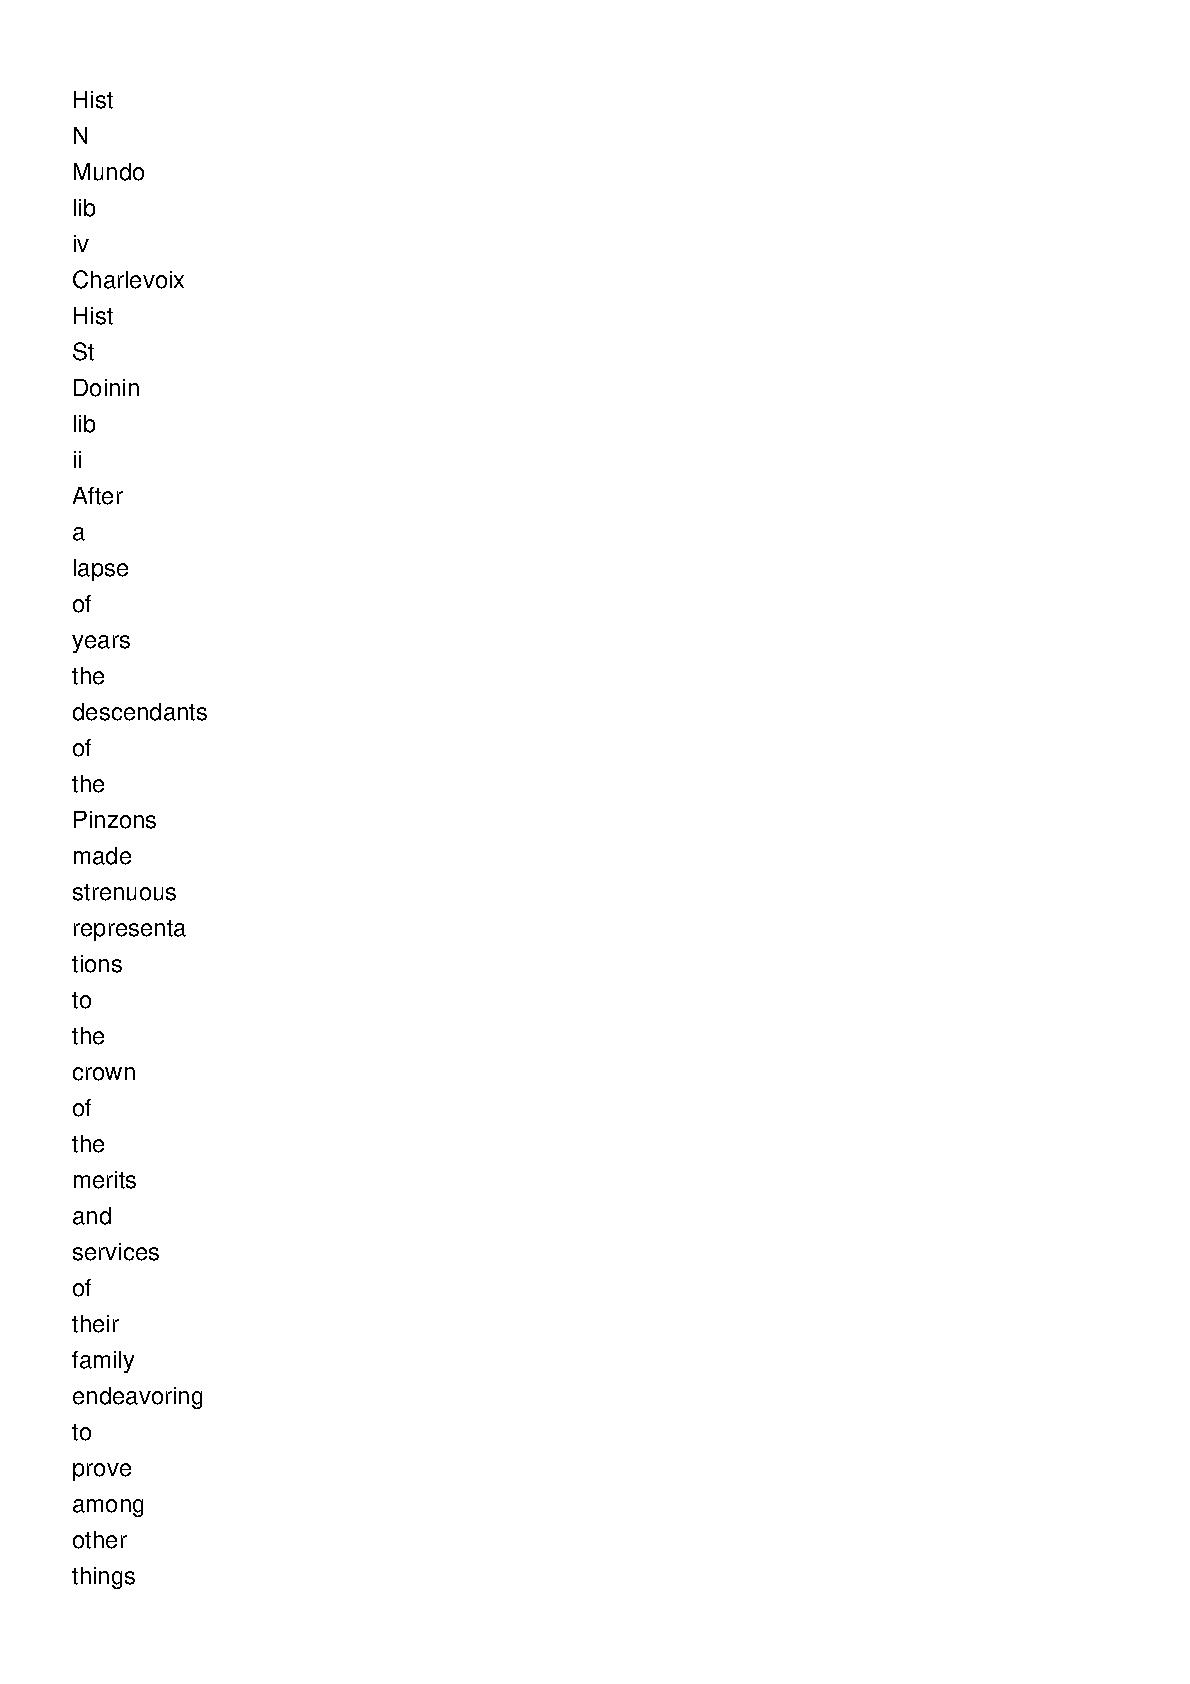 Hist
N
Mundo
lib
iv
Charlevoix
Hist
St
Doinin
lib
ii
After
a
lapse
of
years
the
descendants
of
the
Pinzons
made
strenuous
representa
tions
to
the
crown
of
the
merits
and
services
of
their
family
endeavoring
to
prove
among
other
things